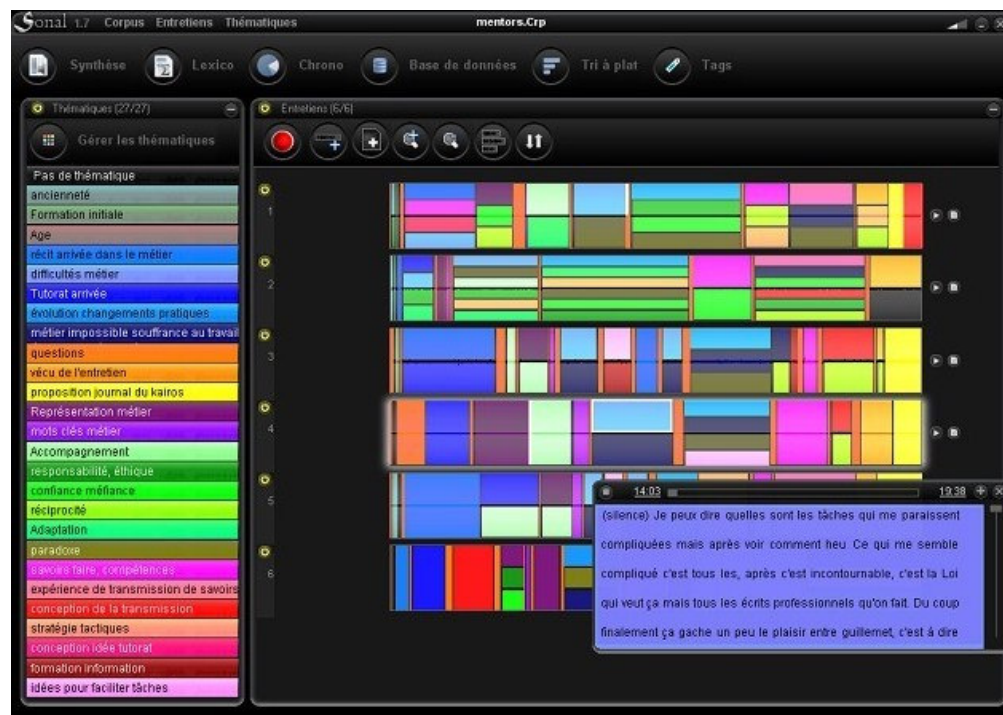 Sonal 1.7 Corpus Entretiens Thématiques mentors.Crp
Synthèse Lexico Chrono Base de données Tri à plat Tags
Thématiques (27/27)
Gérer les thématiques
Pas de thématique
ancienneté
Formation initiale
Age
récit arrivée dans le métier
difficultés métier
Tutorat arrivée
évolution changements pratiques
métier impossible souffrance au travail
questions
vécu de l'entretien
proposition journal du kairos
Représentation métier
mots clés métier
Accompagnement
responsabilité, éthique
confiance méfiance
réciprocité
Adaptation
paradoxe
savoirs faire, compétences
expérience de transmission de savoirs
conception de la transmission
stratégie tactiques
conception idée tutorat
formation Information
idées pour faciliter tâches
Entretiens (6/6)
1
2
3
4
5
6
14:03 19:38
(silence) Je peux dire quelles sont les tâches qui me paraissent
compliquées mais après voir comment heu Ce qui me semble
compliqué c'est tous les, après c'est incontournable, c'est la Loi
qui veut ça mais tous les écrits professionnels qu'on fait. Du coup
finalement ça gache un peu le plaisir entre guillemet, c'est à dire